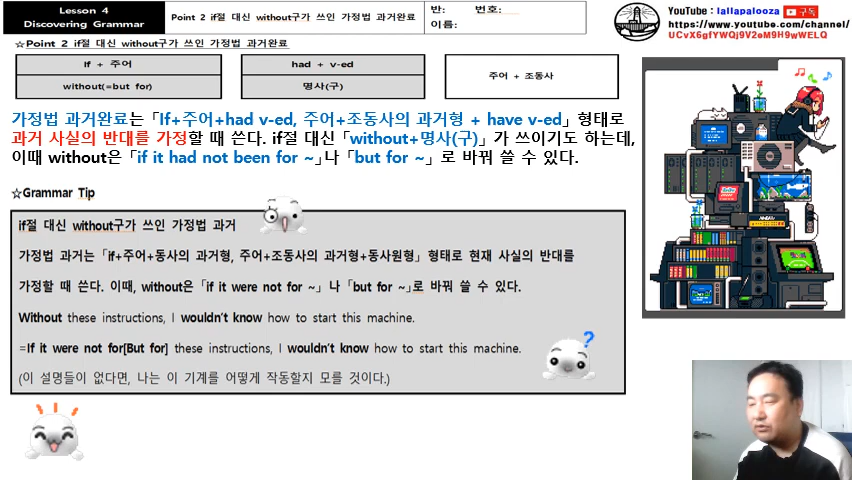 Lesson 4
Discovering Grammar
Point 2 if절 대신 without구가 쓰인 가정법 과거완료
반: 번호:
이름:
YouTube : lallapalooza 구독
https://www.youtube.com/channel/
UCvX6gfYWQj9V2eM9H9wWELQ
☆Point 2 if절 대신 without구가 쓰인 가정법 과거완료
If + 주어
had + v-ed
주어 + 조동사
without(=but for)
명사(구)
가정법 과거완료는 「If+주어+had v-ed, 주어+조동사의 과거형 + have v-ed」 형태로
과거 사실의 반대를 가정할 때 쓴다. if절 대신 「without+명사(구)」 가 쓰이기도 하는데,
이때 without은 「if it had not been for ~」나 「but for ~」 로 바꿔 쓸 수 있다.
☆Grammar Tip
if절 대신 without구가 쓰인 가정법 과거
가정법 과거는 「if+주어+동사의 과거형, 주어+조동사의 과거형+동사원형」 형태로 현재 사실의 반대를
가정할 때 쓴다. 이때, without은 「if it were not for ~」 나 「but for ~」로 바꿔 쓸 수 있다.
Without these instructions, I wouldn't know how to start this machine.
=If it were not for[But for] these instructions, I wouldn't know how to start this machine.
(이 설명들이 없다면, 나는 이 기계를 어떻게 작동할지 모를 것이다.)